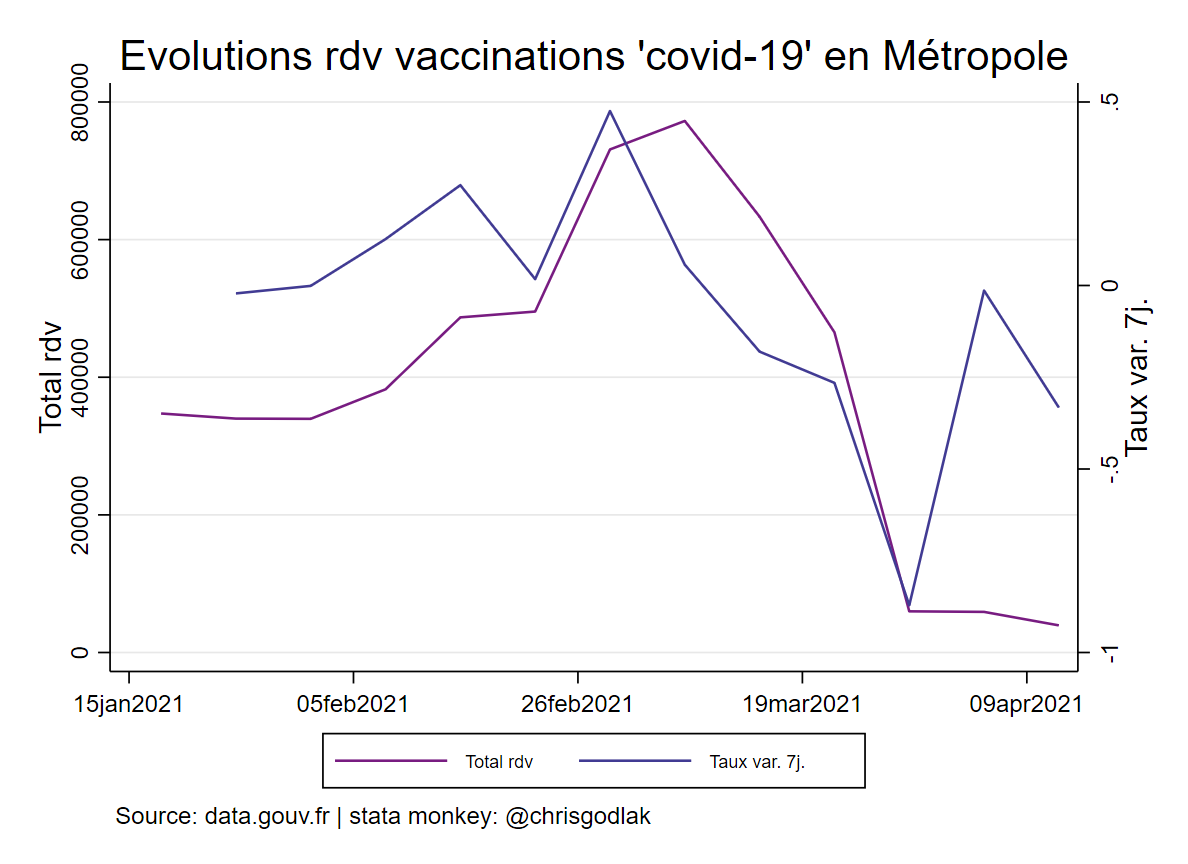 Evolutions rdv vaccinations 'covid-19' en Métropole
800000
600000
400000
200000
0
Total rdv
.5
0
-.5
-1
Taux var. 7j.
15jan2021
05feb2021
26feb2021
19mar2021
09apr2021
Total rdv
Taux var. 7j.
Source: data.gouv.fr | stata monkey: @chrisgodlak